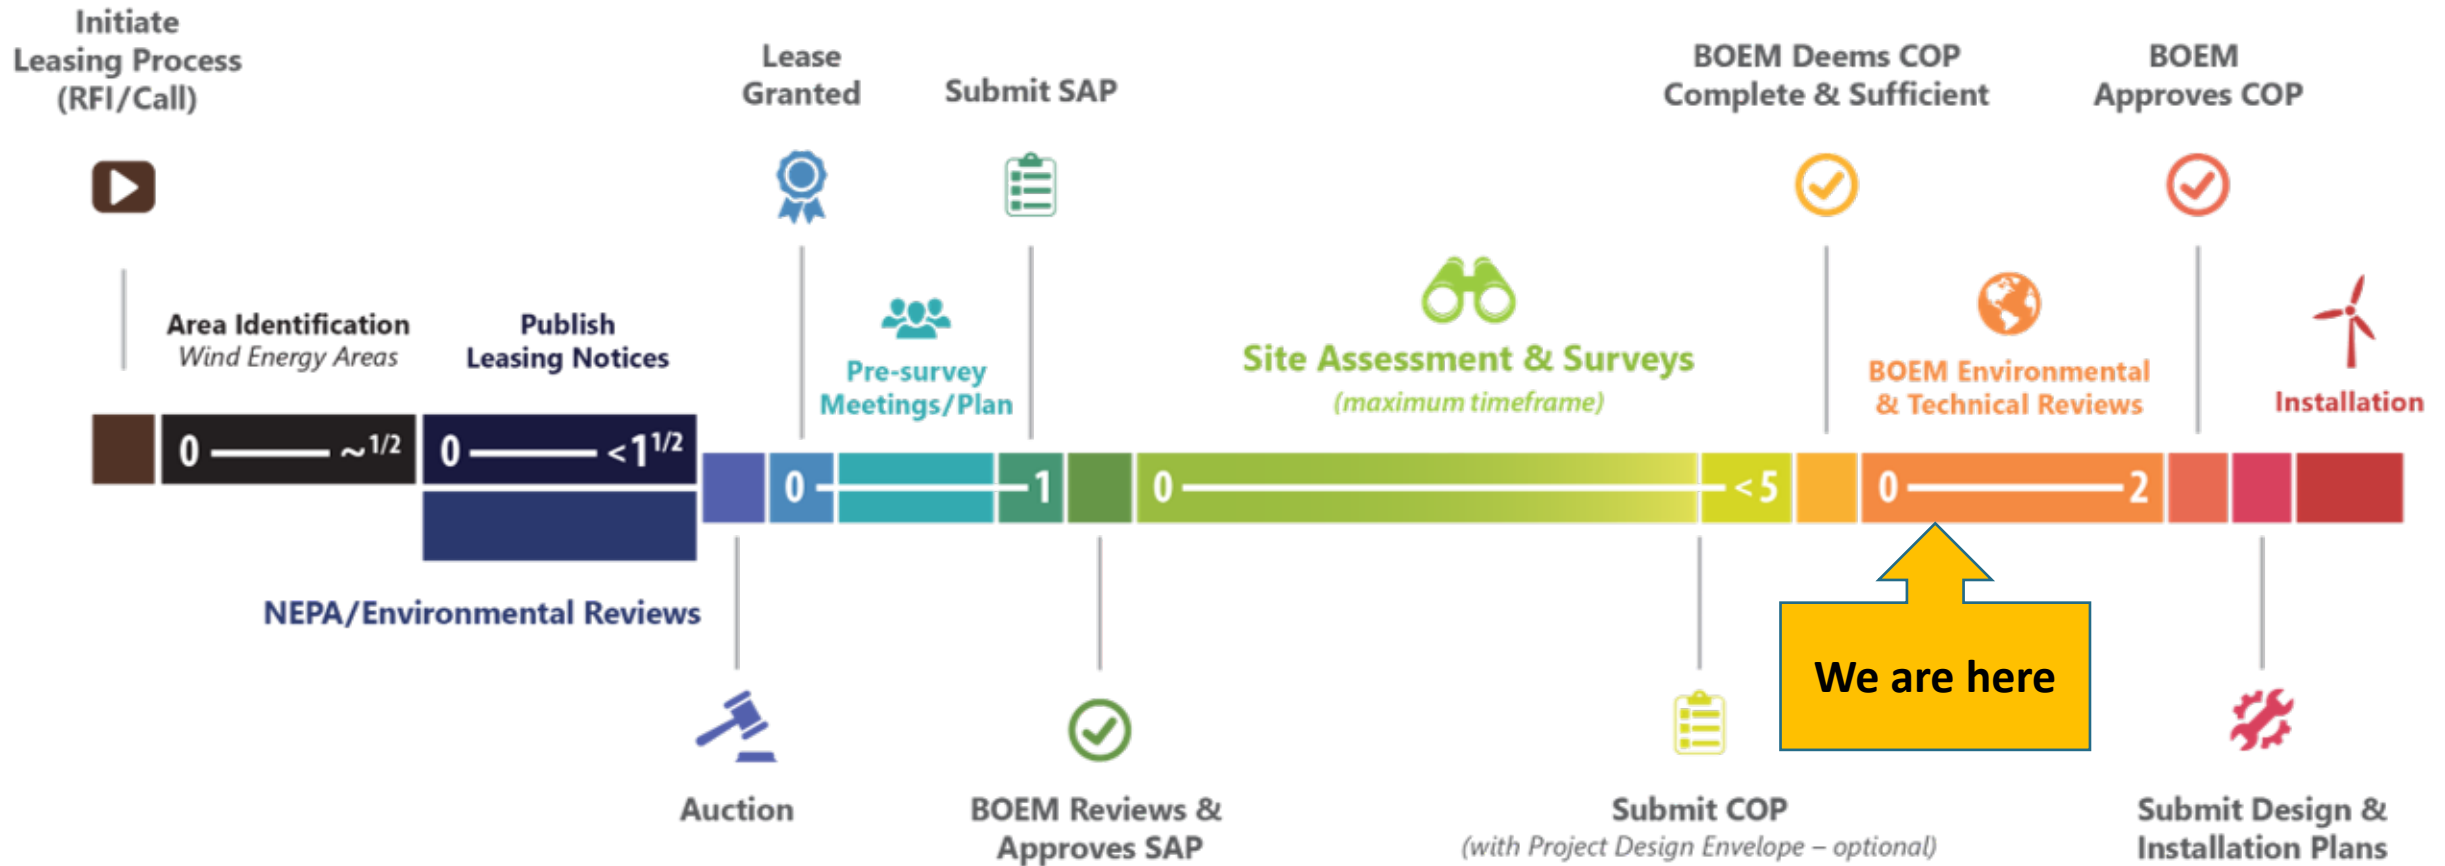 Initiate
Leasing Process
(RFI/Call)
Lease
Granted
Submit SAP
BOEM Deems COP
Complete & Sufficient
BOEM
Approves COP
Area Identification
Wind Energy Areas
Publish
Leasing Notices
Pre-survey
Meetings/Plan
Site Assessment & Surveys
(maximum timeframe)
BOEM Environmental
& Technical Reviews
Installation
0 ~1/2
0 <1 1/2
0 1
0 <5
0 2
NEPA/Environmental Reviews
We are here
Auction
BOEM Reviews &
Approves SAP
Submit COP
(with Project Design Envelope – optional)
Submit Design &
Installation Plans